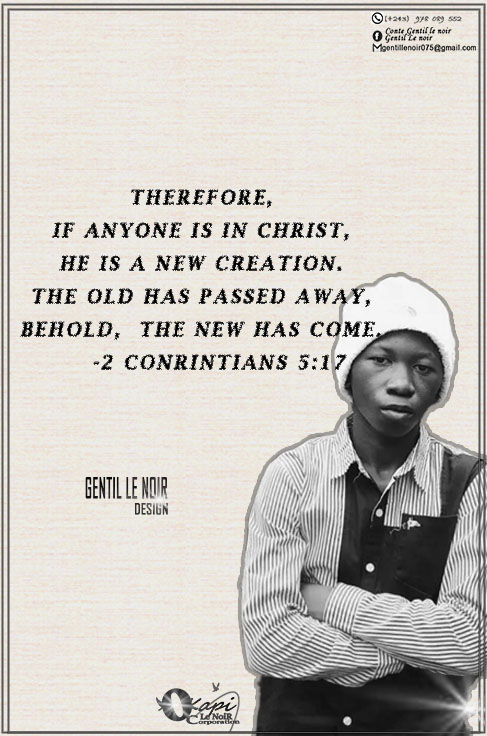 (+243) 978 089 552
Conte Gentil le noir
Gentil Le noir
gentillenoir075@gmail.com
THEREFORE,
IF ANYONE IS IN CHRIST,
HE IS A NEW CREATION.
THE OLD HAS PASSED AWAY,
BEHOLD, THE NEW HAS COME.
-2 CONRINTIANS 5:17
GENTIL LE NOIR
DESIGN
Okapi
Le NoiR
Corporation